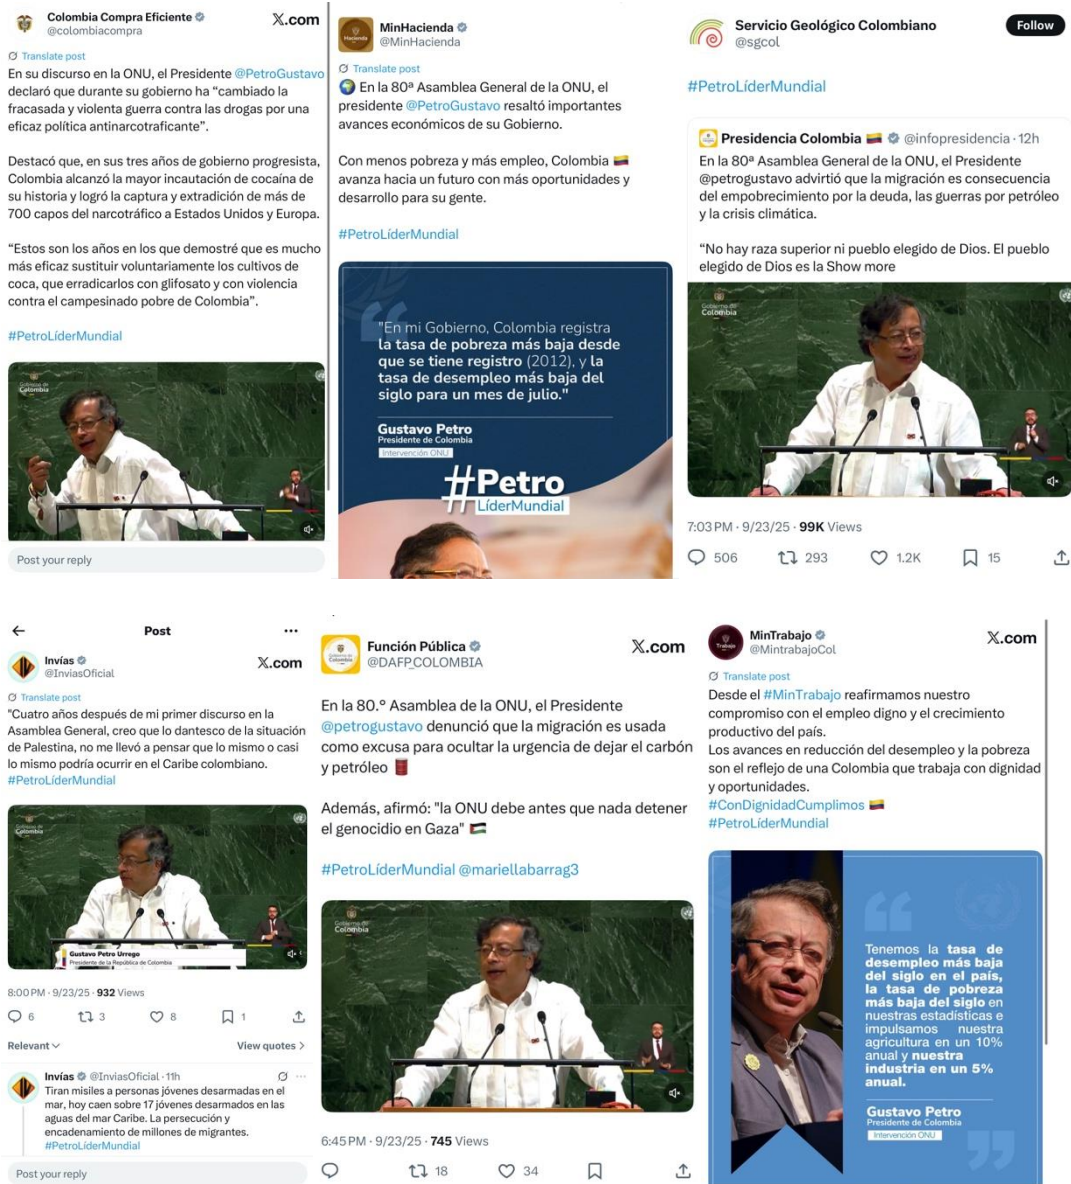 Colombia Compra Eficiente
@colombiacompra
X.com
Translate post
En su discurso en la ONU, el Presidente @PetroGustavo
declaró que durante su gobierno ha “cambiado la
fracasada y violenta guerra contra las drogas por una
eficaz política antinarcotraficante”.
Destacó que, en sus tres años de gobierno progresista,
Colombia alcanzó la mayor incautación de cocaína de
su historia y logró la captura y extradición de más de
700 capos del narcotráfico a Estados Unidos y Europa.
“Estos son los años en los que demostré que es mucho
más eficaz sustituir voluntariamente los cultivos de
coca, que erradicarlos con glifosato y con violencia
contra el campesinado pobre de Colombia”.
#PetroLíderMundial
Gobierno de
Colombia
Post your reply
Hacienda
MinHacienda
@MinHacienda
Translate post
En la 80ª Asamblea General de la ONU, el
presidente @PetroGustavo resaltó importantes
avances económicos de su Gobierno.
Con menos pobreza y más empleo, Colombia
avanza hacia un futuro con más oportunidades y
desarrollo para su gente.
#PetroLíderMundial
"En mi Gobierno, Colombia registra
la tasa de pobreza más baja desde
que se tiene registro (2012), y la
tasa de desempleo más baja del
siglo para un mes de julio."
Gustavo Petro
Presidente de Colombia
Intervención ONU
#Petro
LíderMundial
Servicio Geológico Colombiano
@sgcol
Follow
#PetroLíderMundial
Presidencia Colombia @infopresidencia · 12h
En la 80ª Asamblea General de la ONU, el Presidente
@petrogustavo advirtió que la migración es consecuencia
del empobrecimiento por la deuda, las guerras por petróleo
y la crisis climática.
“No hay raza superior ni pueblo elegido de Dios. El pueblo
elegido de Dios es la Show more
Gobierno de
Colombia
7:03 PM · 9/23/25 · 99K Views
506 293 1.2K 15
Post
Invías
@InviasOficial
X.com
Translate post
"Cuatro años después de mi primer discurso en la
Asamblea General, creo que lo dantesco de la situación
de Palestina, no me llevó a pensar que lo mismo o casi
lo mismo podría ocurrir en el Caribe colombiano.
#PetroLíderMundial
Gobierno de
Colombia
Gustavo Petro Urrego
Presidente de la República de Colombia
8:00 PM · 9/23/25 · 932 Views
6 3 8 1
Relevant
View quotes
Invías @InviasOficial · 11h
Tiran misiles a personas jóvenes desarmadas en el
mar, hoy caen sobre 17 jóvenes desarmados en las
aguas del mar Caribe. La persecución y
encadenamiento de millones de migrantes.
#PetroLíderMundial
Post your reply
Función Pública
@DAFP_COLOMBIA
X.com
En la 80.° Asamblea de la ONU, el Presidente
@petrogustavo denunció que la migración es usada
como excusa para ocultar la urgencia de dejar el carbón
y petróleo
Además, afirmó: "la ONU debe antes que nada detener
el genocidio en Gaza"
#PetroLíderMundial @mariellabarrag3
Gobierno de
Colombia
6:45 PM · 9/23/25 · 745 Views
18 34
Trabajo
MinTrabajo
@MintrabajoCol
X.com
Translate post
Desde el #MinTrabajo reafirmamos nuestro
compromiso con el empleo digno y el crecimiento
productivo del país.
Los avances en reducción del desempleo y la pobreza
son el reflejo de una Colombia que trabaja con dignidad
y oportunidades.
#ConDignidadCumplimos
#PetroLíderMundial
Tenemos la tasa de
desempleo más baja
del siglo en el país,
la tasa de pobreza
más baja del siglo en
nuestras estadísticas e
impulsamos nuestra
agricultura en un 10%
anual y nuestra
industria en un 5%
anual.
Gustavo Petro
Presidente de Colombia
Intervención ONU